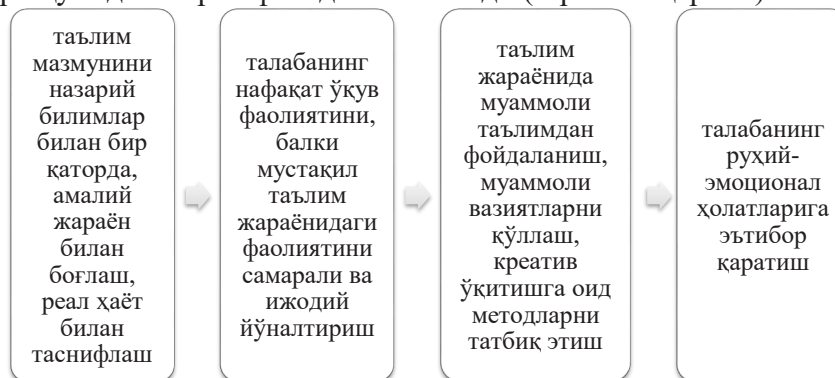 таълим
мазмунини
назарий
билимлар
билан бир
қаторда,
амалий
жараён
билан
боғлаш,
реал ҳаёт
билан
таснифлаш
талабанинг
нафақат ўқув
фаолиятини,
балки
мустақил
таълим
жараёнидаги
фаолиятини
самарали ва
ижодий
йўналтириш
таълим
жараёнида
муаммоли
таълимдан
фойдаланиш,
муаммоли
вазиятларни
қўллаш,
креатив
ўқитишга оид
методларни
татбиқ этиш
талабанинг
руҳий-
эмоционал
ҳолатларига
эътибор
қаратиш